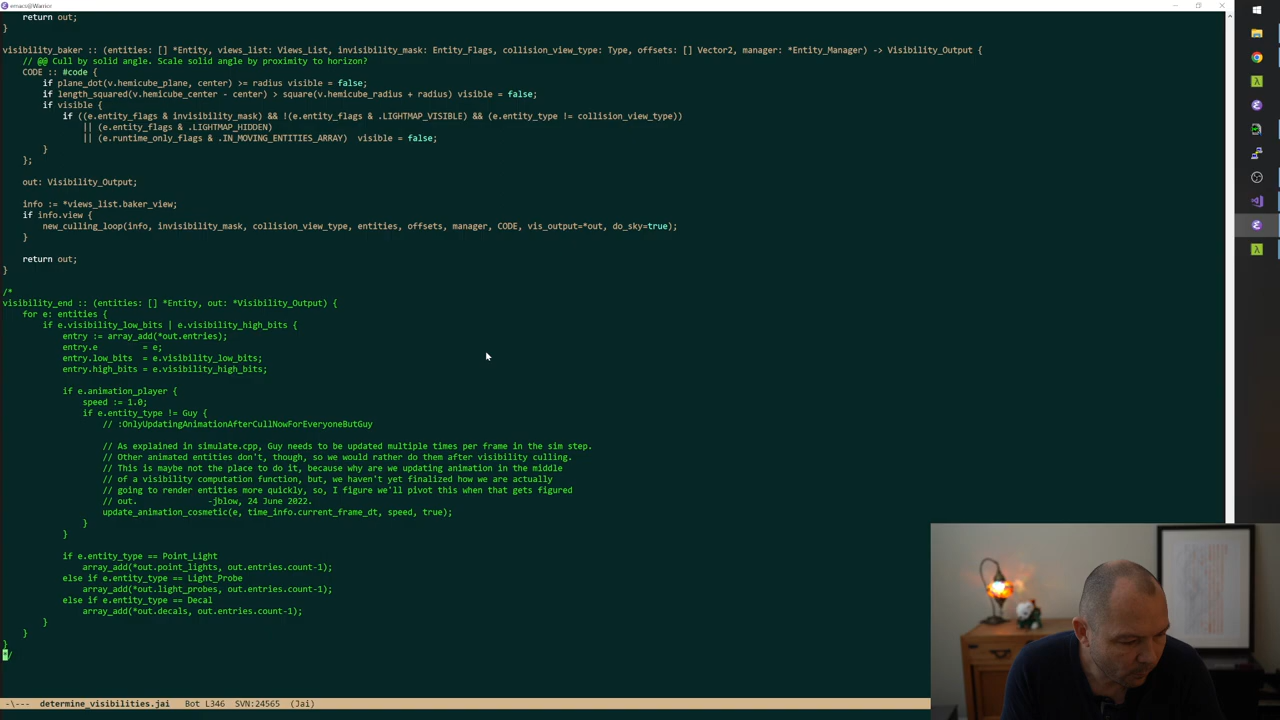 emacs@Warrior
return out;
}
visibility_baker :: (entities: [] *Entity, views_list: Views_List, invisibility_mask: Entity_Flags, collision_view_type: Type, offsets: [] Vector2, manager: *Entity_Manager) -> Visibility_Output {
// @@ Cull by solid angle. Scale solid angle by proximity to horizon?
CODE :: #code {
if plane_dot(v.hemicube_plane, center) >= radius visible = false;
if length_squared(v.hemicube_center - center) > square(v.hemicube_radius + radius) visible = false;
if visible {
if ((e.entity_flags & invisibility_mask) && !(e.entity_flags & .LIGHTMAP_VISIBLE) && (e.entity_type != collision_view_type))
|| (e.entity_flags & .LIGHTMAP_HIDDEN)
|| (e.runtime_only_flags & .IN_MOVING_ENTITIES_ARRAY)  visible = false;
}
};
out: Visibility_Output;
info := *views_list.baker_view;
if info.view {
new_culling_loop(info, invisibility_mask, collision_view_type, entities, offsets, manager, CODE, vis_output=*out, do_sky=true);
}
return out;
}
/*
visibility_end :: (entities: [] *Entity, out: *Visibility_Output) {
for e: entities {
if e.visibility_low_bits | e.visibility_high_bits {
entry := array_add(*out.entries);
entry.e         = e;
entry.low_bits  = e.visibility_low_bits;
entry.high_bits = e.visibility_high_bits;
if e.animation_player {
speed := 1.0;
if e.entity_type != Guy {
// :OnlyUpdatingAnimationAfterCullNowForEveryoneButGuy
// As explained in simulate.cpp, Guy needs to be updated multiple times per frame in the sim step.
// Other animated entities don't, though, so we would rather do them after visibility culling.
// This is maybe not the place to do it, because why are we updating animation in the middle
// of a visibility computation function, but, we haven't yet finalized how we are actually
// going to render entities more quickly, so, I figure we'll pivot this when that gets figured
// out.              -jblow, 24 June 2022.
update_animation_cosmetic(e, time_info.current_frame_dt, speed, true);
}
}
if e.entity_type == Point_Light
array_add(*out.point_lights, out.entries.count-1);
else if e.entity_type == Light_Probe
array_add(*out.light_probes, out.entries.count-1);
else if e.entity_type == Decal
array_add(*out.decals, out.entries.count-1);
}
}
}
*/
-\--- determine_visibilities.jai Bot L346 SVN:24565 (Jai)